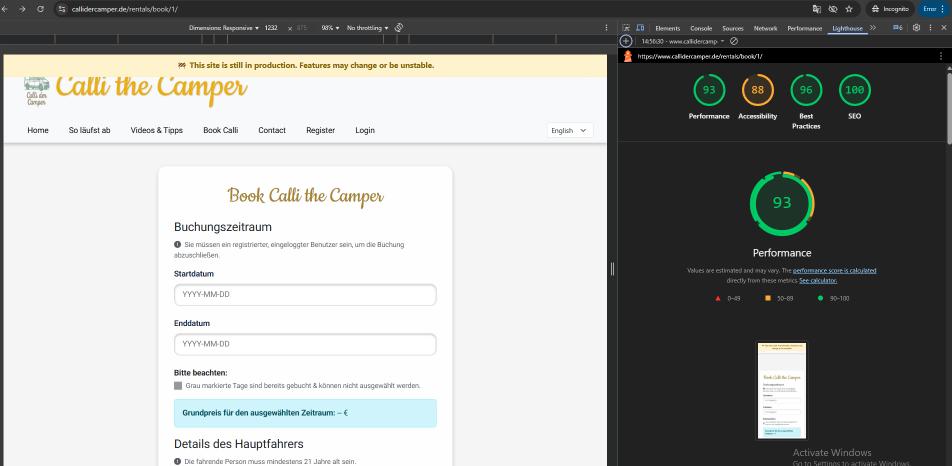 callidercamper.de/rentals/book/1/
Incognito
Error
Dimensions: Responsive 1232 × 875 98% No throttling
Elements Console Sources Network Performance Lighthouse 6
14:56:30 - www.callidercamp
https://www.callidercamper.de/rentals/book/1/
This site is still in production. Features may change or be unstable.
Calli der Camper
Calli the Camper
Home So läufst ab Videos & Tipps Book Calli Contact Register Login English
Book Calli the Camper
Buchungszeitraum
Sie müssen ein registrierter, eingeloggter Benutzer sein, um die Buchung
abzuschließen.
Startdatum
YYYY-MM-DD
Enddatum
YYYY-MM-DD
Bitte beachten:
Grau markierte Tage sind bereits gebucht & können nicht ausgewählt werden.
Grundpreis für den ausgewählten Zeitraum: – €
Details des Hauptfahrers
Die fahrende Person muss mindestens 21 Jahre alt sein.
93 88 96 100
Performance Accessibility Best
Practices SEO
93
Performance
Values are estimated and may vary. The performance score is calculated
directly from these metrics. See calculator.
0–49 50–89 90–100
Book Calli the Camper
Activate Windows
Go to Settings to activate Windows.